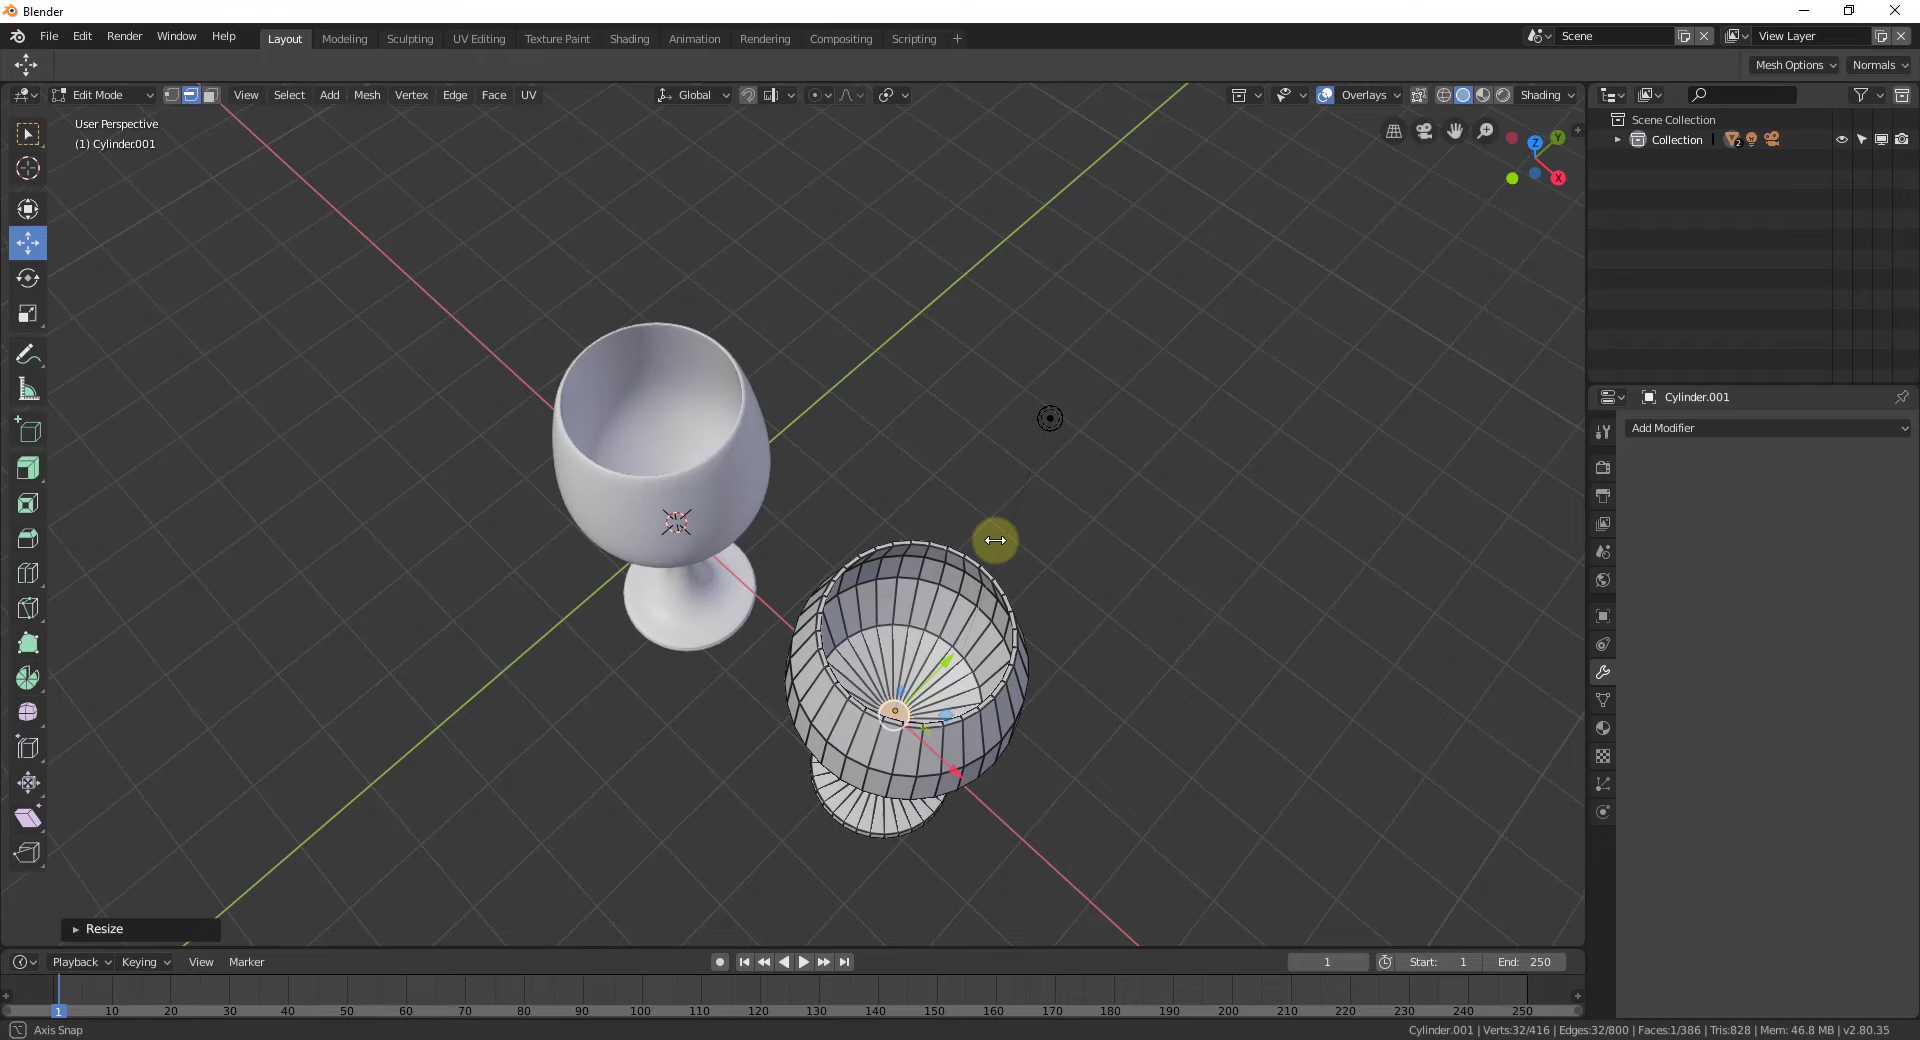 Blender
File Edit Render Window Help
Layout Modeling Sculpting UV Editing Texture Paint Shading Animation Rendering Compositing Scripting +
Scene
View Layer
Mesh Options
Normals
Edit Mode
View Select Add Mesh Vertex Edge Face UV
Global
Overlays
Shading
User Perspective
(1) Cylinder.001
Z
Y
X
Scene Collection
Collection
2
Cylinder.001
Add Modifier
Resize
Playback
Keying
View
Marker
1
Start: 1
End: 250
1 10 20 30 40 50 60 70 80 90 100 110 120 130 140 150 160 170 180 190 200 210 220 230 240 250
Axis Snap
Cylinder.001 | Verts:32/416 | Edges:32/800 | Faces:1/386 | Tris:828 | Mem: 46.8 MB | v2.80.35